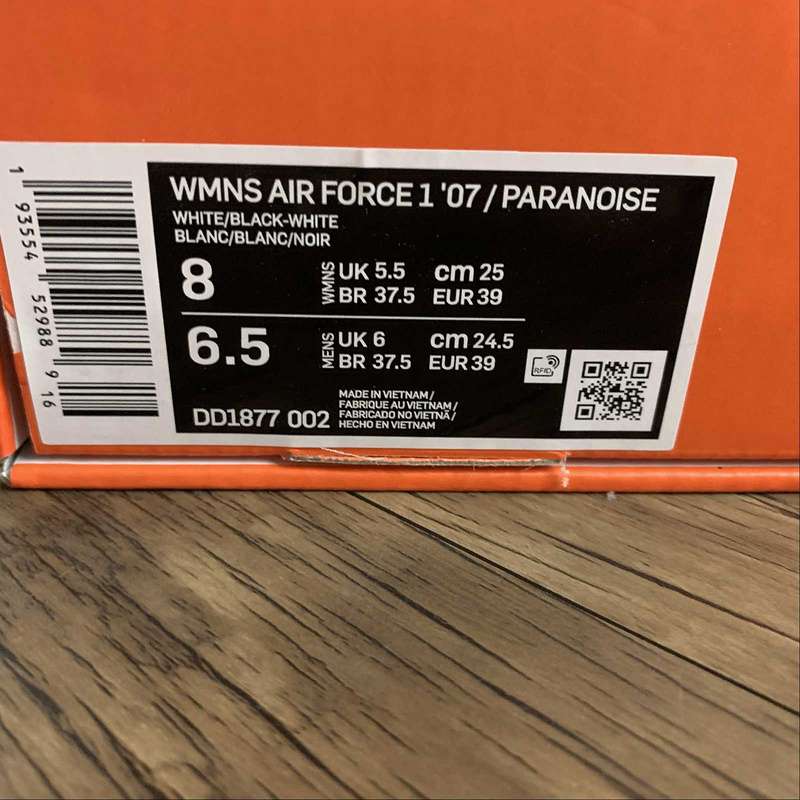 1 93554 52988 9 16
WMNS AIR FORCE 1 '07 / PARANOISE
WHITE/BLACK-WHITE
BLANC/BLANC/NOIR
8 WMNS UK 5.5 cm 25
BR 37.5 EUR 39
6.5 MENS UK 6 cm 24.5
BR 37.5 EUR 39
RFID
DD1877 002
MADE IN VIETNAM /
FABRIQUE AU VIETNAM /
FABRICADO NO VIETNÃ /
HECHO EN VIETNAM